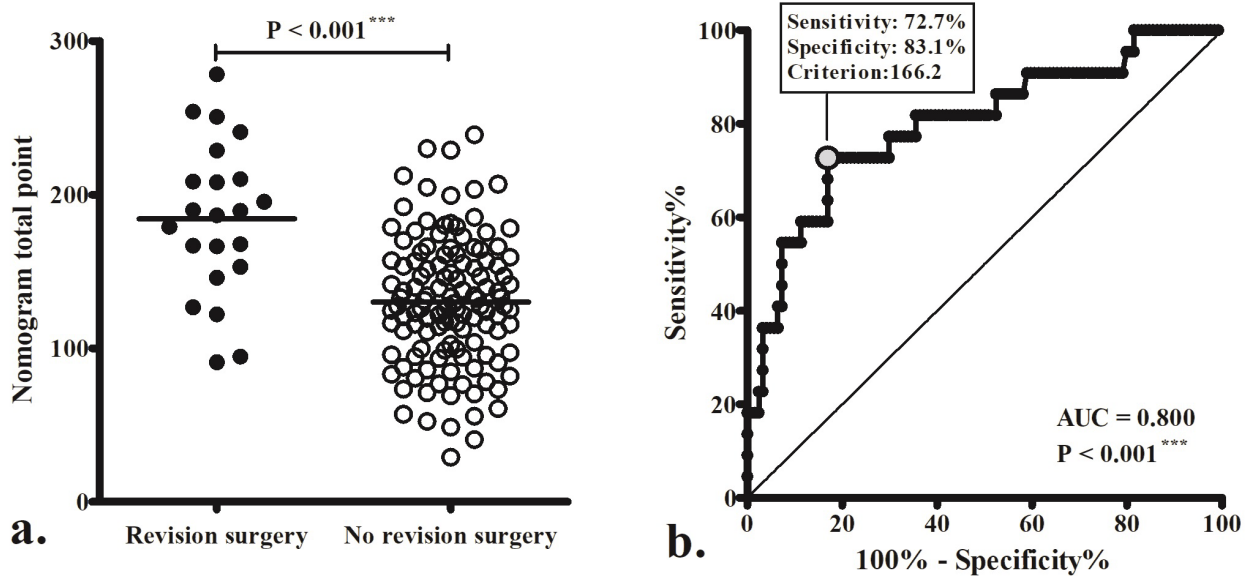 P < 0.001***
300
200
100
0
Nomogram total point
Revision surgery
No revision surgery
a.
Sensitivity: 72.7%
Specificity: 83.1%
Criterion:166.2
100
80
60
40
20
0
Sensitivity%
AUC = 0.800
P < 0.001***
0 20 40 60 80 100
100% - Specificity%
b.